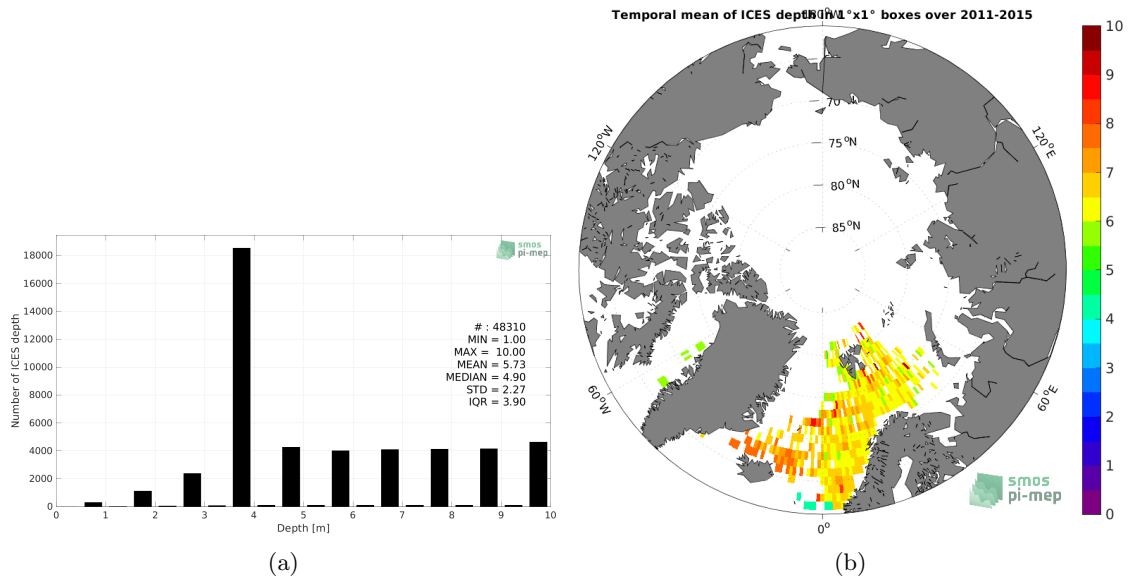 Temporal mean of ICES depth in 1°x1° boxes over 2011-2015
180°W
10
9
8
7
6
5
4
3
2
1
0
120°W
120°E
60°W
60°E
0°
70°N
75°N
80°N
85°N
smos
pi-mep
18000
16000
14000
12000
10000
8000
6000
4000
2000
0
Number of ICES depth
smos
pi-mep
# : 48310
MIN = 1.00
MAX = 10.00
MEAN = 5.73
MEDIAN = 4.90
STD = 2.27
IQR = 3.90
0 1 2 3 4 5 6 7 8 9 10
Depth [m]
(a)
(b)